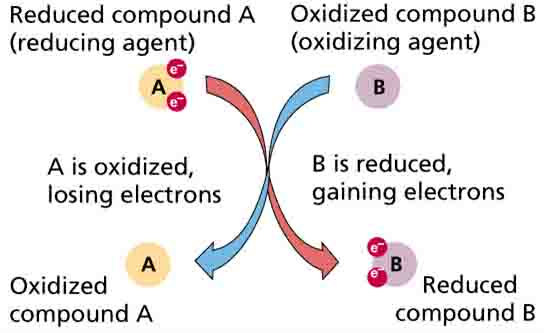 Reduced compound A
(reducing agent)
Oxidized compound B
(oxidizing agent)
e⁻
A
e⁻
B
A is oxidized,
losing electrons
B is reduced,
gaining electrons
A
e⁻
e⁻
B
Oxidized
compound A
Reduced
compound B